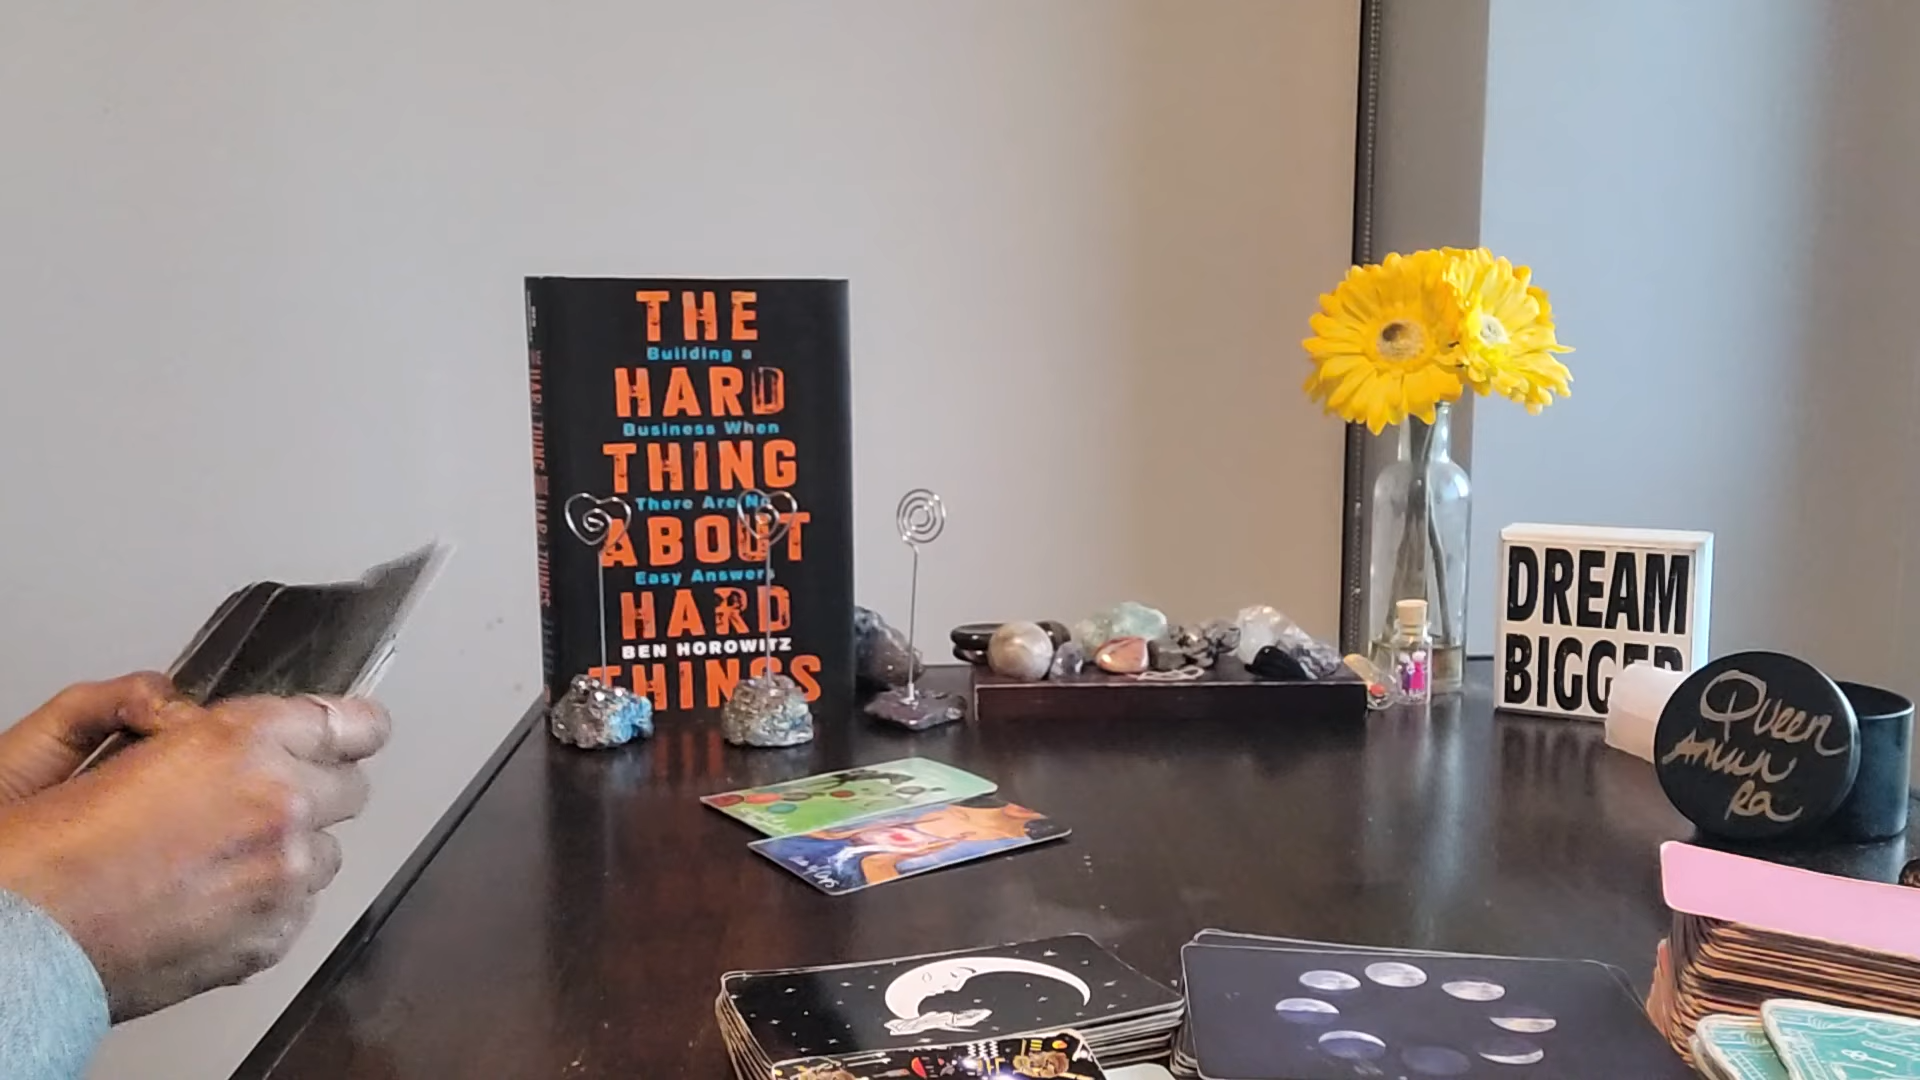 THE
Building a
HARD
Business When
THING
There Are No
ABOUT
Easy Answers
HARD
BEN HOROWITZ
THINGS
DREAM
BIGGER
Queen
Amun
Ra